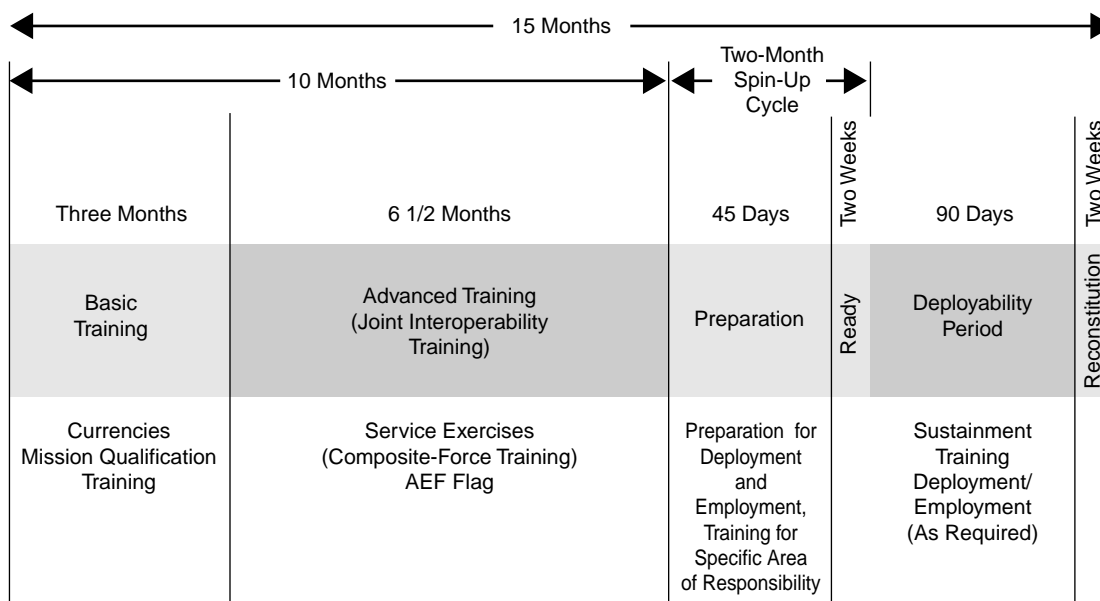 15 Months
10 Months
Two-Month
Spin-Up
Cycle
Three Months
6 1/2 Months
45 Days
Two Weeks
90 Days
Two Weeks
Basic
Training
Advanced Training
(Joint Interoperability
Training)
Preparation
Ready
Deployability
Period
Reconstitution
Currencies
Mission Qualification
Training
Service Exercises
(Composite-Force Training)
AEF Flag
Preparation for
Deployment
and
Employment,
Training for
Specific Area
of Responsibility
Sustainment
Training
Deployment/
Employment
(As Required)